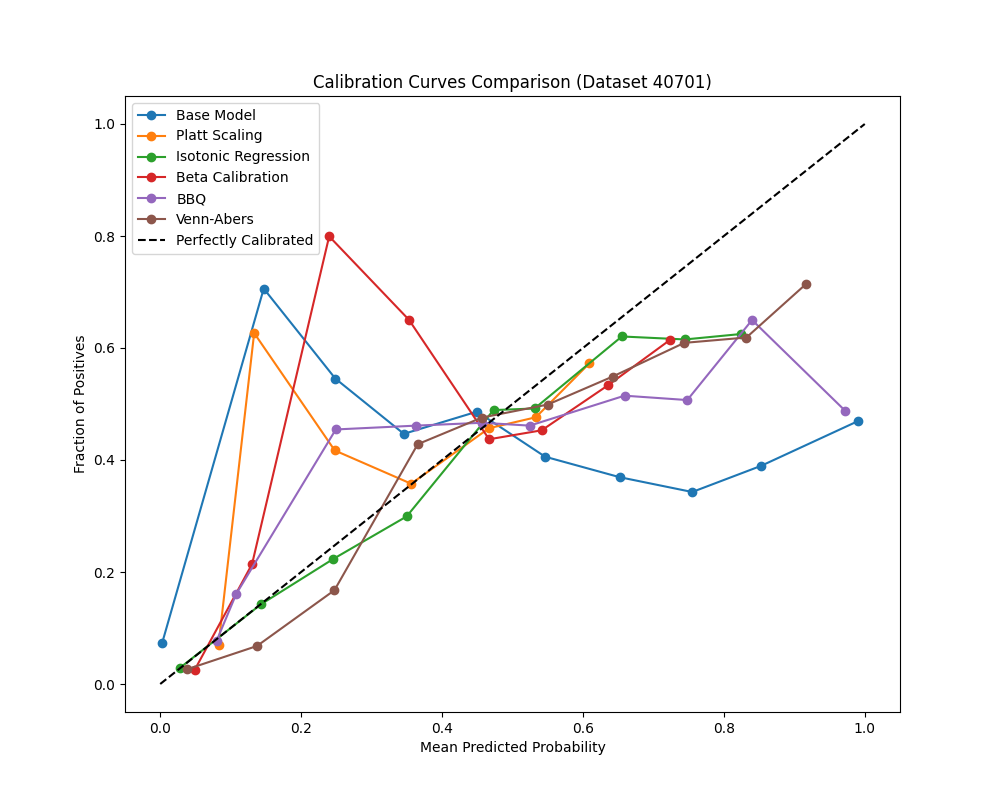 Calibration Curves Comparison (Dataset 40701)
Base Model
Platt Scaling
Isotonic Regression
Beta Calibration
BBQ
Venn-Abers
Perfectly Calibrated
1.0
0.8
0.6
0.4
0.2
0.0
Fraction of Positives
0.0 0.2 0.4 0.6 0.8 1.0
Mean Predicted Probability